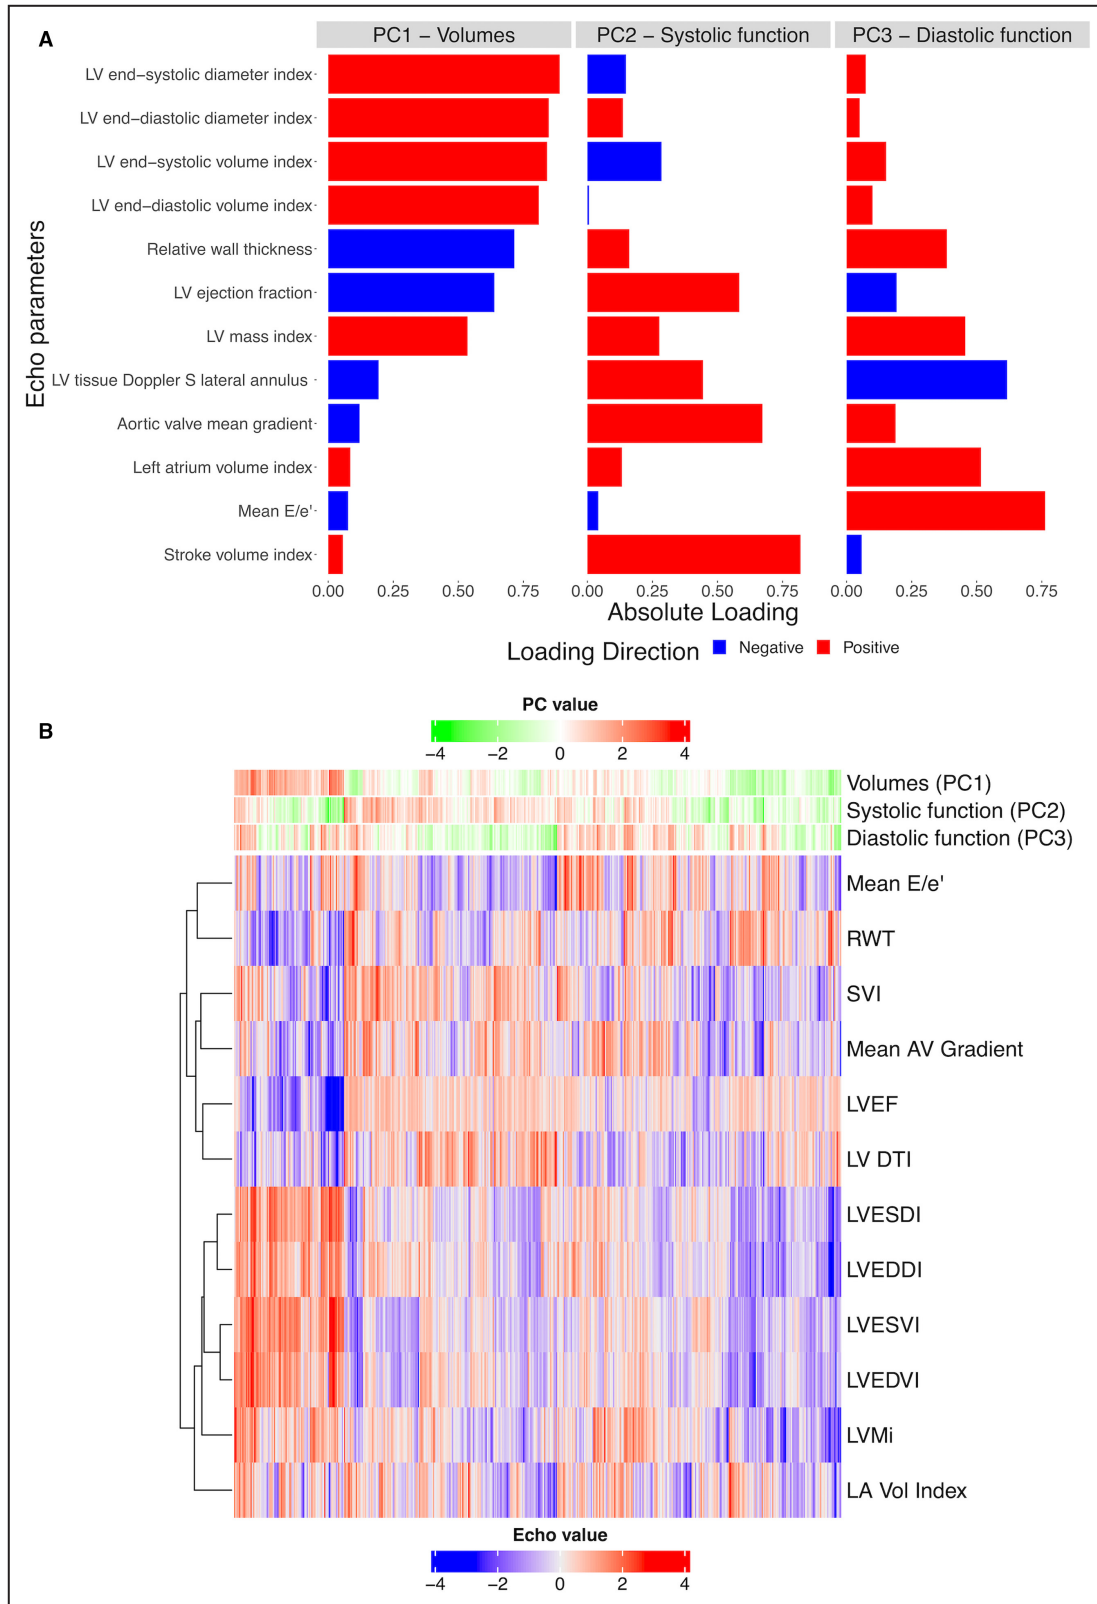 A
PC1 – Volumes
PC2 – Systolic function
PC3 – Diastolic function
Echo parameters
LV end–systolic diameter index
LV end–diastolic diameter index
LV end–systolic volume index
LV end–diastolic volume index
Relative wall thickness
LV ejection fraction
LV mass index
LV tissue Doppler S lateral annulus
Aortic valve mean gradient
Left atrium volume index
Mean E/e'
Stroke volume index
0.00 0.25 0.50 0.75 0.00 0.25 0.50 0.75 0.00 0.25 0.50 0.75
Absolute Loading
Loading Direction Negative Positive
B
PC value
−4 −2 0 2 4
Volumes (PC1)
Systolic function (PC2)
Diastolic function (PC3)
Mean E/e'
RWT
SVI
Mean AV Gradient
LVEF
LV DTI
LVESDI
LVEDDI
LVESVI
LVEDVI
LVMi
LA Vol Index
Echo value
−4 −2 0 2 4